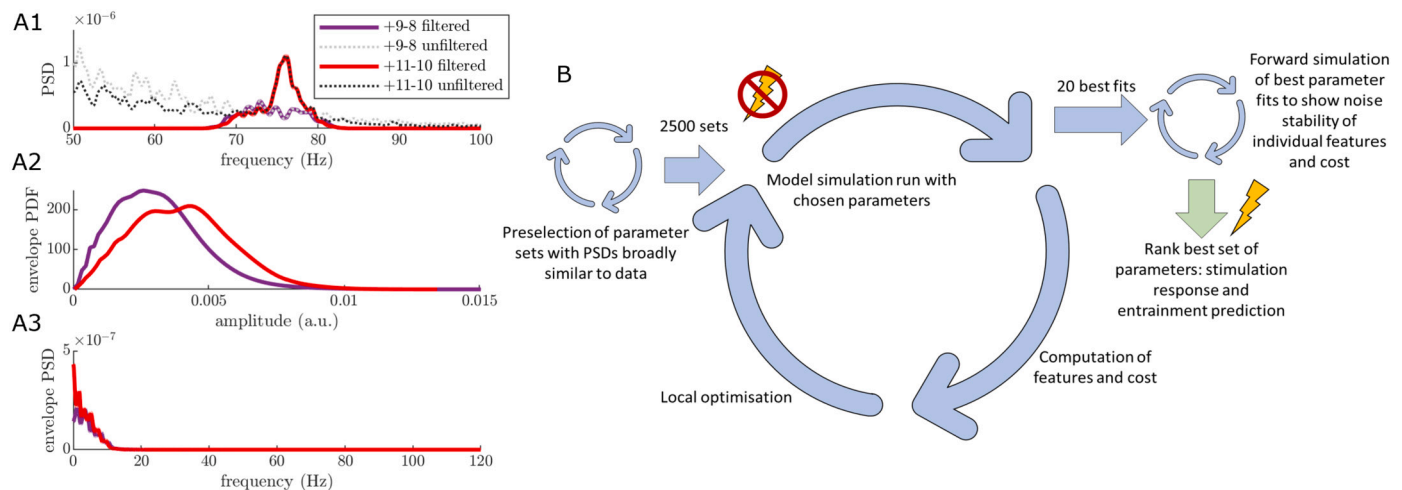 A1
×10⁻⁶
1
0
PSD
50
60
70
80
90
100
frequency (Hz)
+9-8 filtered
+9-8 unfiltered
+11-10 filtered
+11-10 unfiltered
A2
200
100
0
envelope PDF
0
0.005
0.01
0.015
amplitude (a.u.)
A3
×10⁻⁷
5
0
envelope PSD
0
20
40
60
80
100
120
frequency (Hz)
B
Preselection of parameter
sets with PSDs broadly
similar to data
2500 sets
Model simulation run with
chosen parameters
Computation of
features and cost
Local optimisation
20 best fits
Forward simulation
of best parameter
fits to show noise
stability of
individual features
and cost
Rank best set of
parameters: stimulation
response and
entrainment prediction